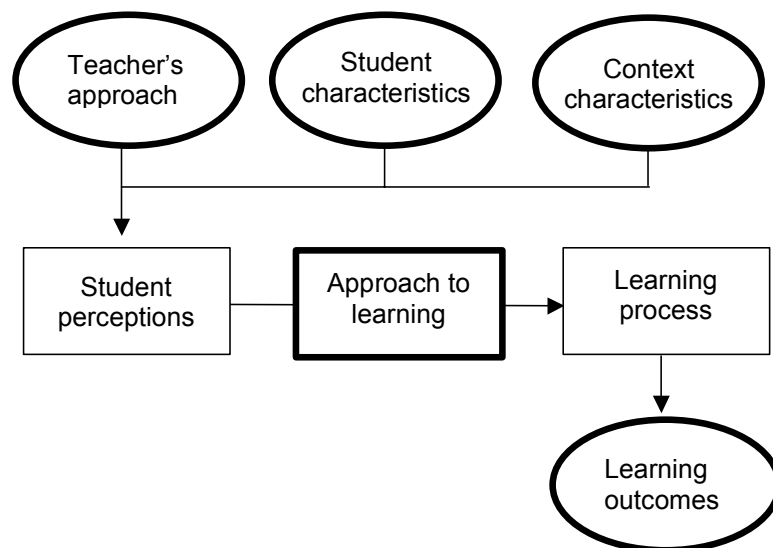 Teacher’s
approach
Student
characteristics
Context
characteristics
Student
perceptions
Approach to
learning
Learning
process
Learning
outcomes